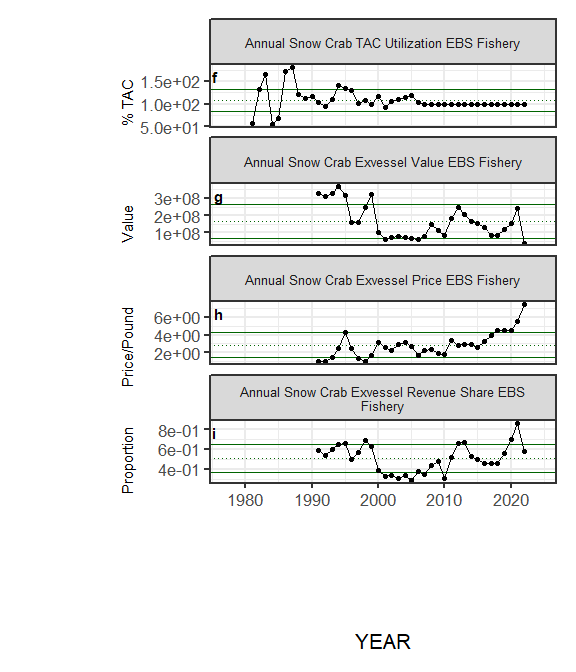 Annual Snow Crab TAC Utilization EBS Fishery
f
% TAC
1.5e+02
1.0e+02
5.0e+01
Annual Snow Crab Exvessel Value EBS Fishery
g
Value
3e+08
2e+08
1e+08
Annual Snow Crab Exvessel Price EBS Fishery
h
Price/Pound
6e+00
4e+00
2e+00
Annual Snow Crab Exvessel Revenue Share EBS
Fishery
i
Proportion
8e-01
6e-01
4e-01
1980 1990 2000 2010 2020
YEAR